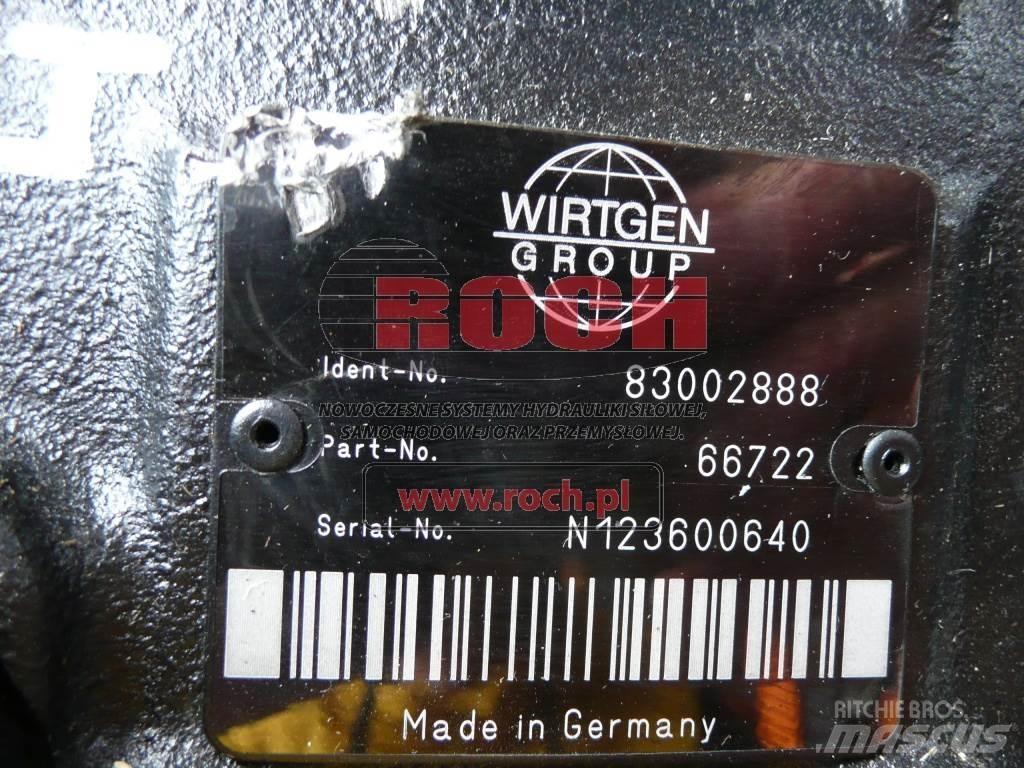 WIRTGEN
GROUP
ROCH
Ident-No. 83002888
NOWOCZESNE SYSTEMY HYDRAULIKI SIŁOWEJ,
SAMOCHODOWEJ ORAZ PRZEMYSŁOWEJ.
Part-No. 66722
www.roch.pl
Serial-No. N123600640
Made in Germany
RITCHIE BROS.
MASCUS